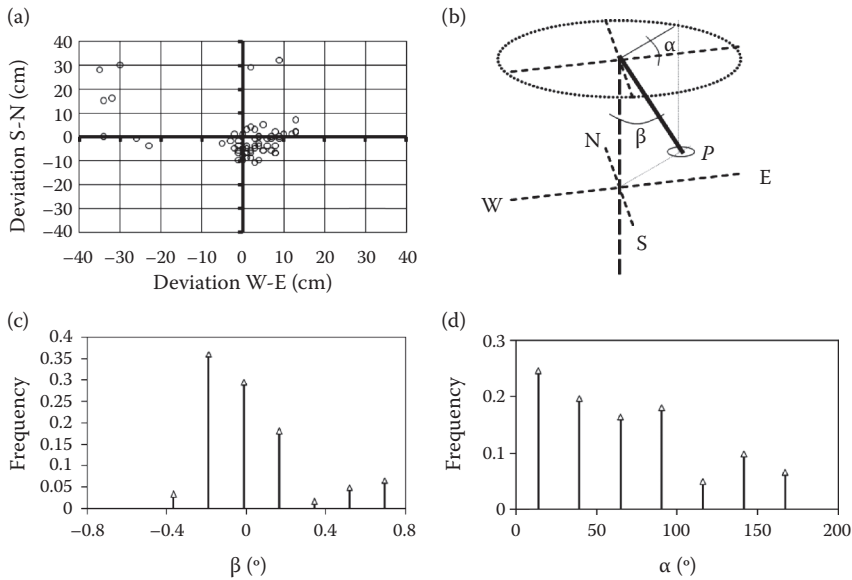 (a)
40
30
20
10
0
−10
−20
−30
−40
−40 −30 −20 −10 0 10 20 30 40
Deviation S-N (cm)
Deviation W-E (cm)
(b)
α
β
N
P
E
W
S
(c)
0.4
0.35
0.3
0.25
0.2
0.15
0.1
0.05
0
−0.8 −0.4 0 0.4 0.8
Frequency
β (º)
(d)
0.3
0.2
0.1
0
0 50 100 150 200
Frequency
α (º)